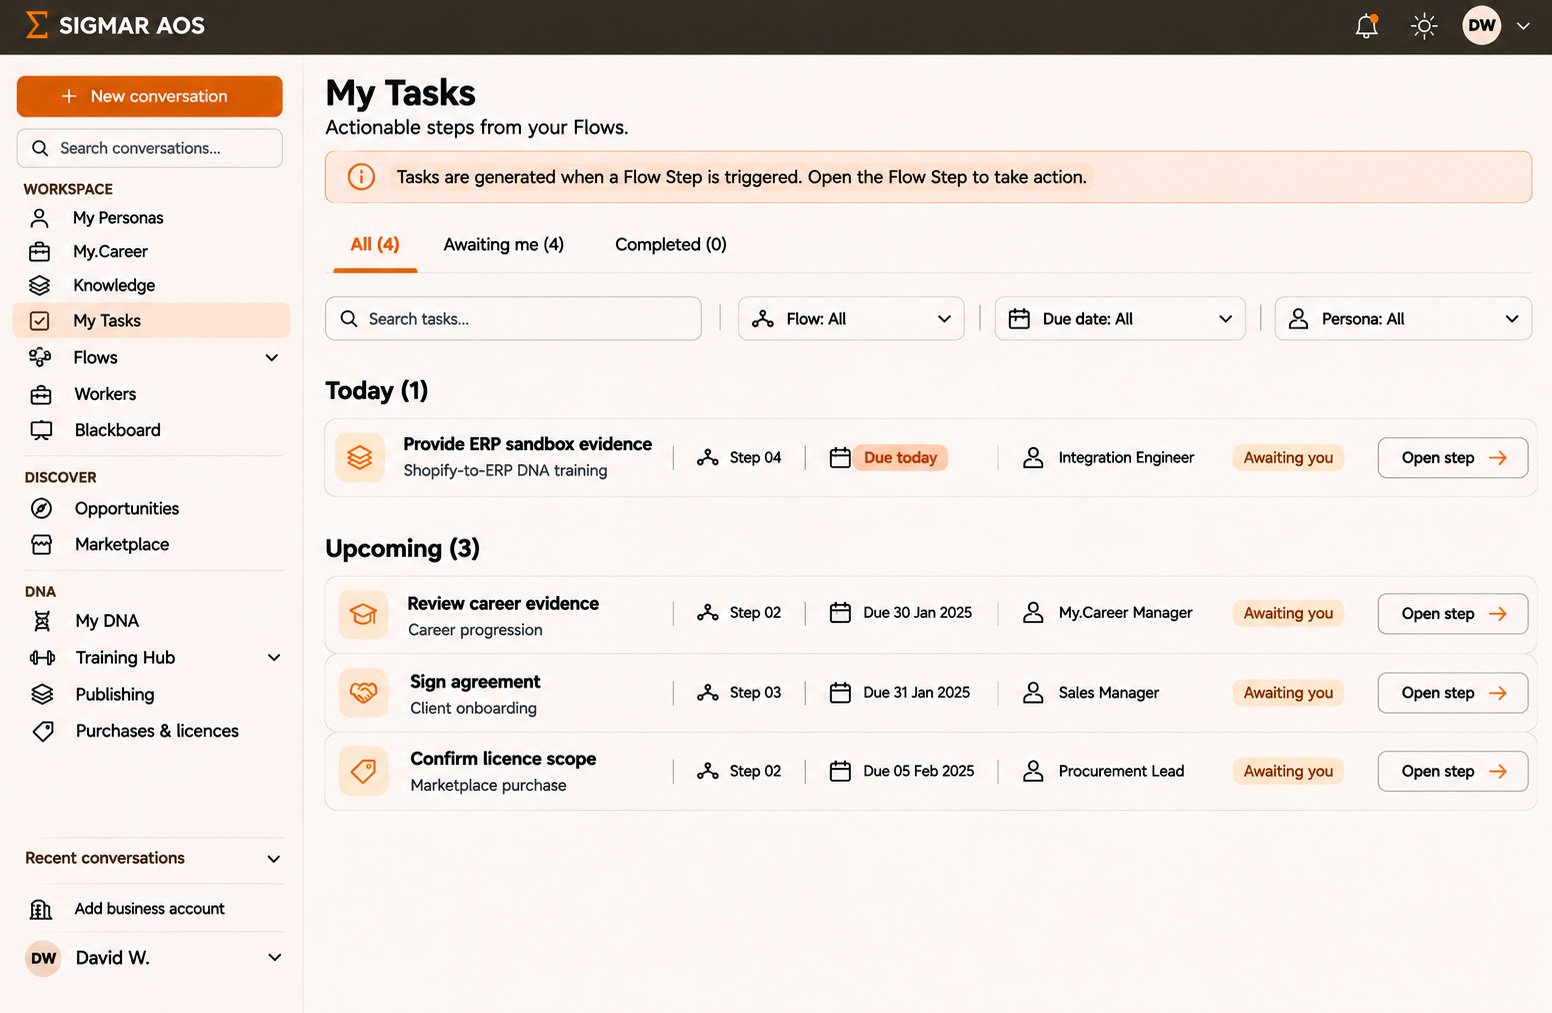 SIGMAR AOS
DW
New conversation
Search conversations...
WORKSPACE
My Personas
My.Career
Knowledge
My Tasks
Flows
Workers
Blackboard
DISCOVER
Opportunities
Marketplace
DNA
My DNA
Training Hub
Publishing
Purchases & licences
Recent conversations
Add business account
DW David W.
My Tasks
Actionable steps from your Flows.
Tasks are generated when a Flow Step is triggered. Open the Flow Step to take action.
All (4) Awaiting me (4) Completed (0)
Search tasks... Flow: All Due date: All Persona: All
Today (1)
Provide ERP sandbox evidence
Shopify-to-ERP DNA training
Step 04 Due today Integration Engineer Awaiting you Open step
Upcoming (3)
Review career evidence
Career progression
Step 02 Due 30 Jan 2025 My.Career Manager Awaiting you Open step
Sign agreement
Client onboarding
Step 03 Due 31 Jan 2025 Sales Manager Awaiting you Open step
Confirm licence scope
Marketplace purchase
Step 02 Due 05 Feb 2025 Procurement Lead Awaiting you Open step